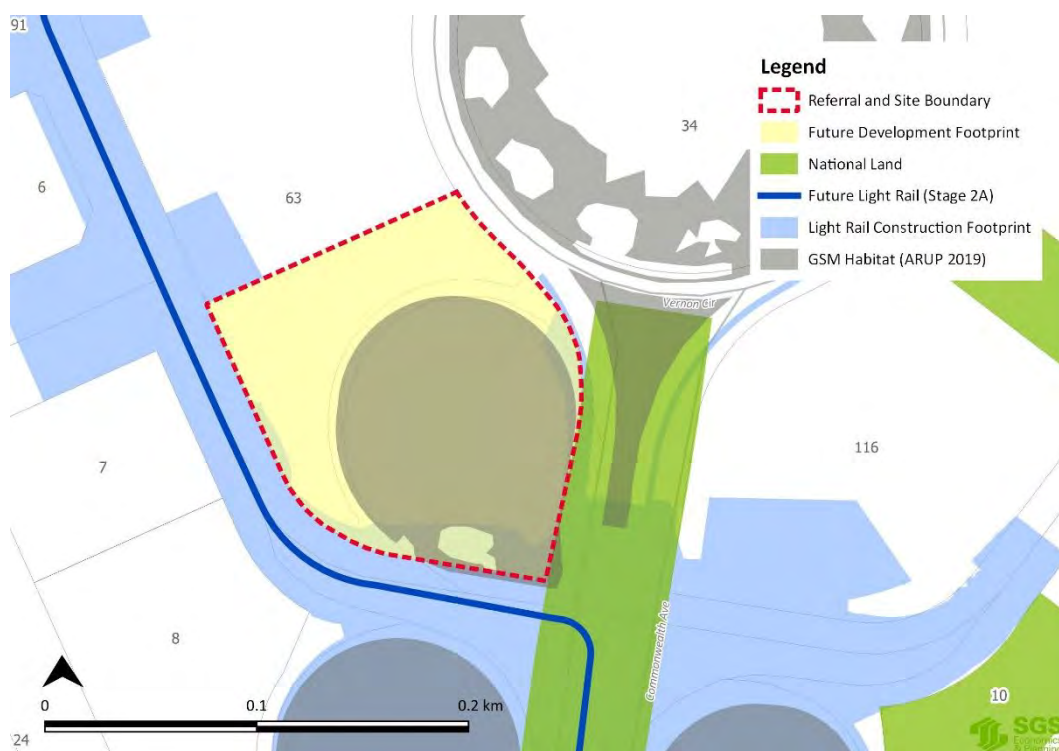 91
Legend
Referral and Site Boundary
Future Development Footprint
National Land
Future Light Rail (Stage 2A)
Light Rail Construction Footprint
GSM Habitat (ARUP 2019)
34
6
63
Vernon Cir
7
116
8
Commonwealth Ave
0
0.1
0.2 km
24
10
SGS
Economics
& Planning